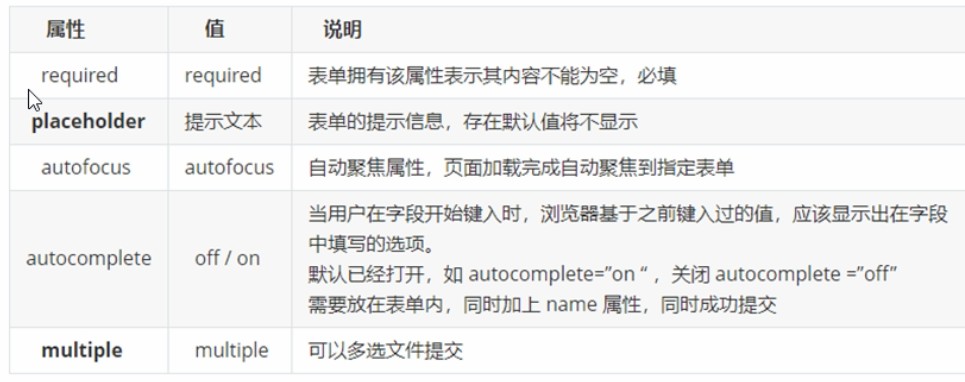 属性 值 说明
required required 表单拥有该属性表示其内容不能为空，必填
placeholder 提示文本 表单的提示信息，存在默认值将不显示
autofocus autofocus 自动聚焦属性，页面加载完成自动聚焦到指定表单
autocomplete off / on 当用户在字段开始键入时，浏览器基于之前键入过的值，应该显示出在字段
中填写的选项。
默认已经打开，如 autocomplete=”on “ ，关闭 autocomplete =”off”
需要放在表单内，同时加上 name 属性，同时成功提交
multiple multiple 可以多选文件提交